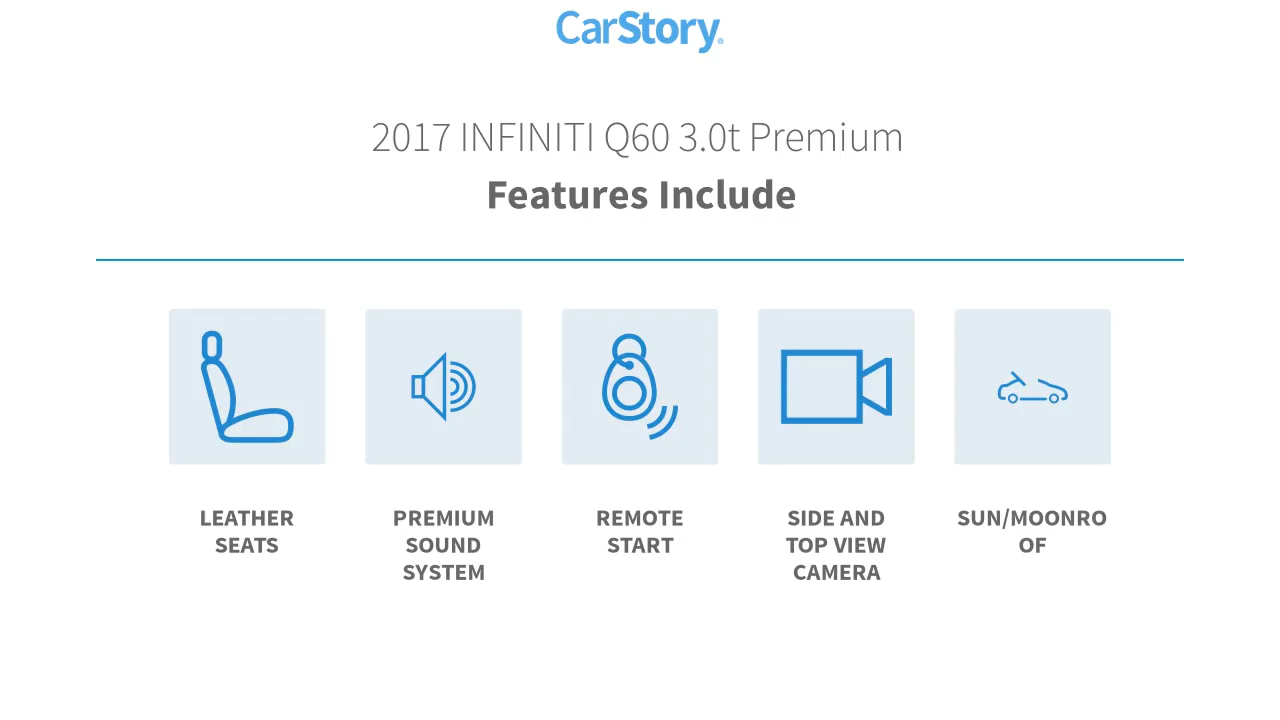 CarStory®
2017 INFINITI Q60 3.0t Premium
Features Include
LEATHER
SEATS
PREMIUM
SOUND
SYSTEM
REMOTE
START
SIDE AND
TOP VIEW
CAMERA
SUN/MOONRO
OF